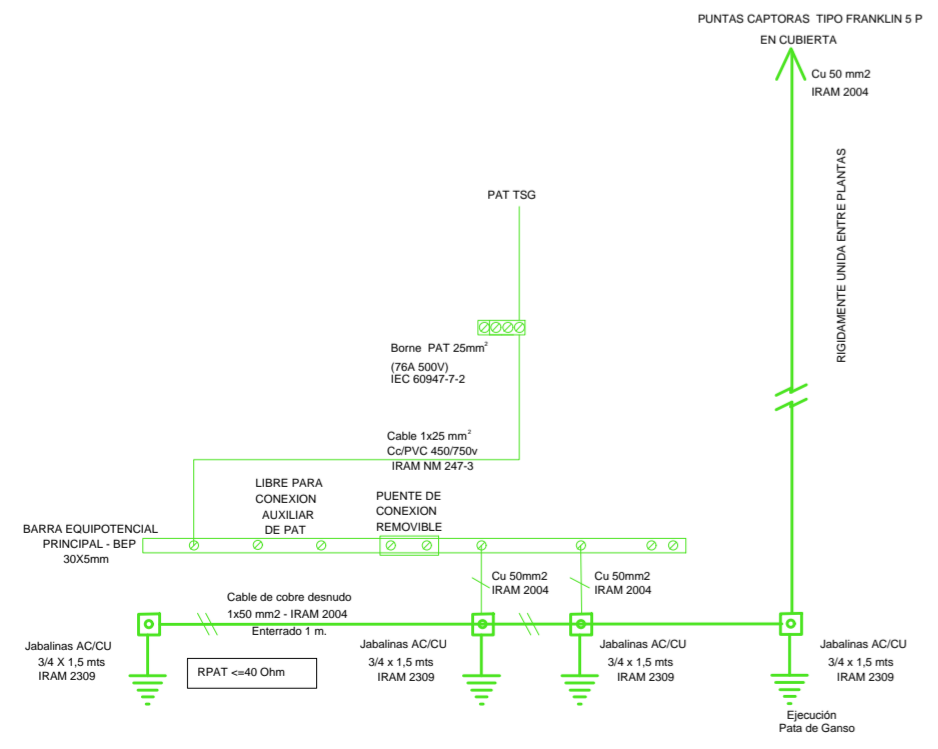 PUNTAS CAPTORAS TIPO FRANKLIN 5 P
EN CUBIERTA
Cu 50 mm2
IRAM 2004
RIGIDAMENTE UNIDA ENTRE PLANTAS
PAT TSG
Borne PAT 25mm²
(76A 500V)
IEC 60947-7-2
Cable 1x25 mm²
Cc/PVC 450/750v
IRAM NM 247-3
LIBRE PARA
CONEXION
AUXILIAR
DE PAT
PUENTE DE
CONEXION
REMOVIBLE
BARRA EQUIPOTENCIAL
PRINCIPAL - BEP
30X5mm
Cu 50mm2
IRAM 2004
Cu 50mm2
IRAM 2004
Cable de cobre desnudo
1x50 mm2 - IRAM 2004
Enterrado 1 m.
Jabalinas AC/CU
3/4 X 1,5 mts
IRAM 2309
RPAT <=40 Ohm
Jabalinas AC/CU
3/4 x 1,5 mts
IRAM 2309
Jabalinas AC/CU
3/4 x 1,5 mts
IRAM 2309
Jabalinas AC/CU
3/4 x 1,5 mts
IRAM 2309
Ejecución
Pata de Ganso